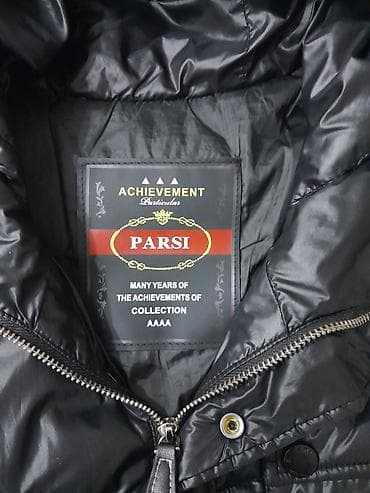 ACHIEVEMENT
Particular
PARSI
MANY YEARS OF
THE ACHIEVEMENTS OF
COLLECTION
AAAA